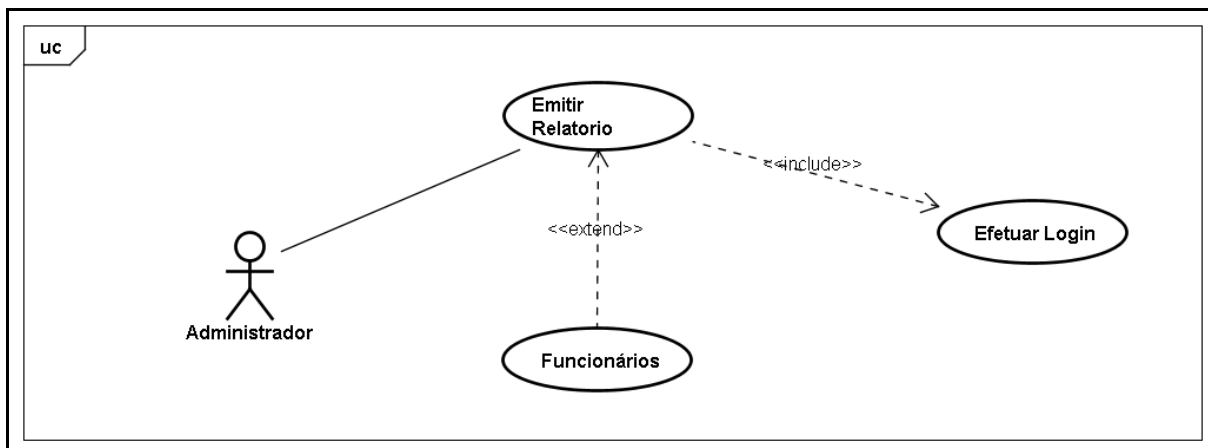 uc
Emitir
Relatorio
<<include>>
<<extend>>
Efetuar Login
Administrador
Funcionários